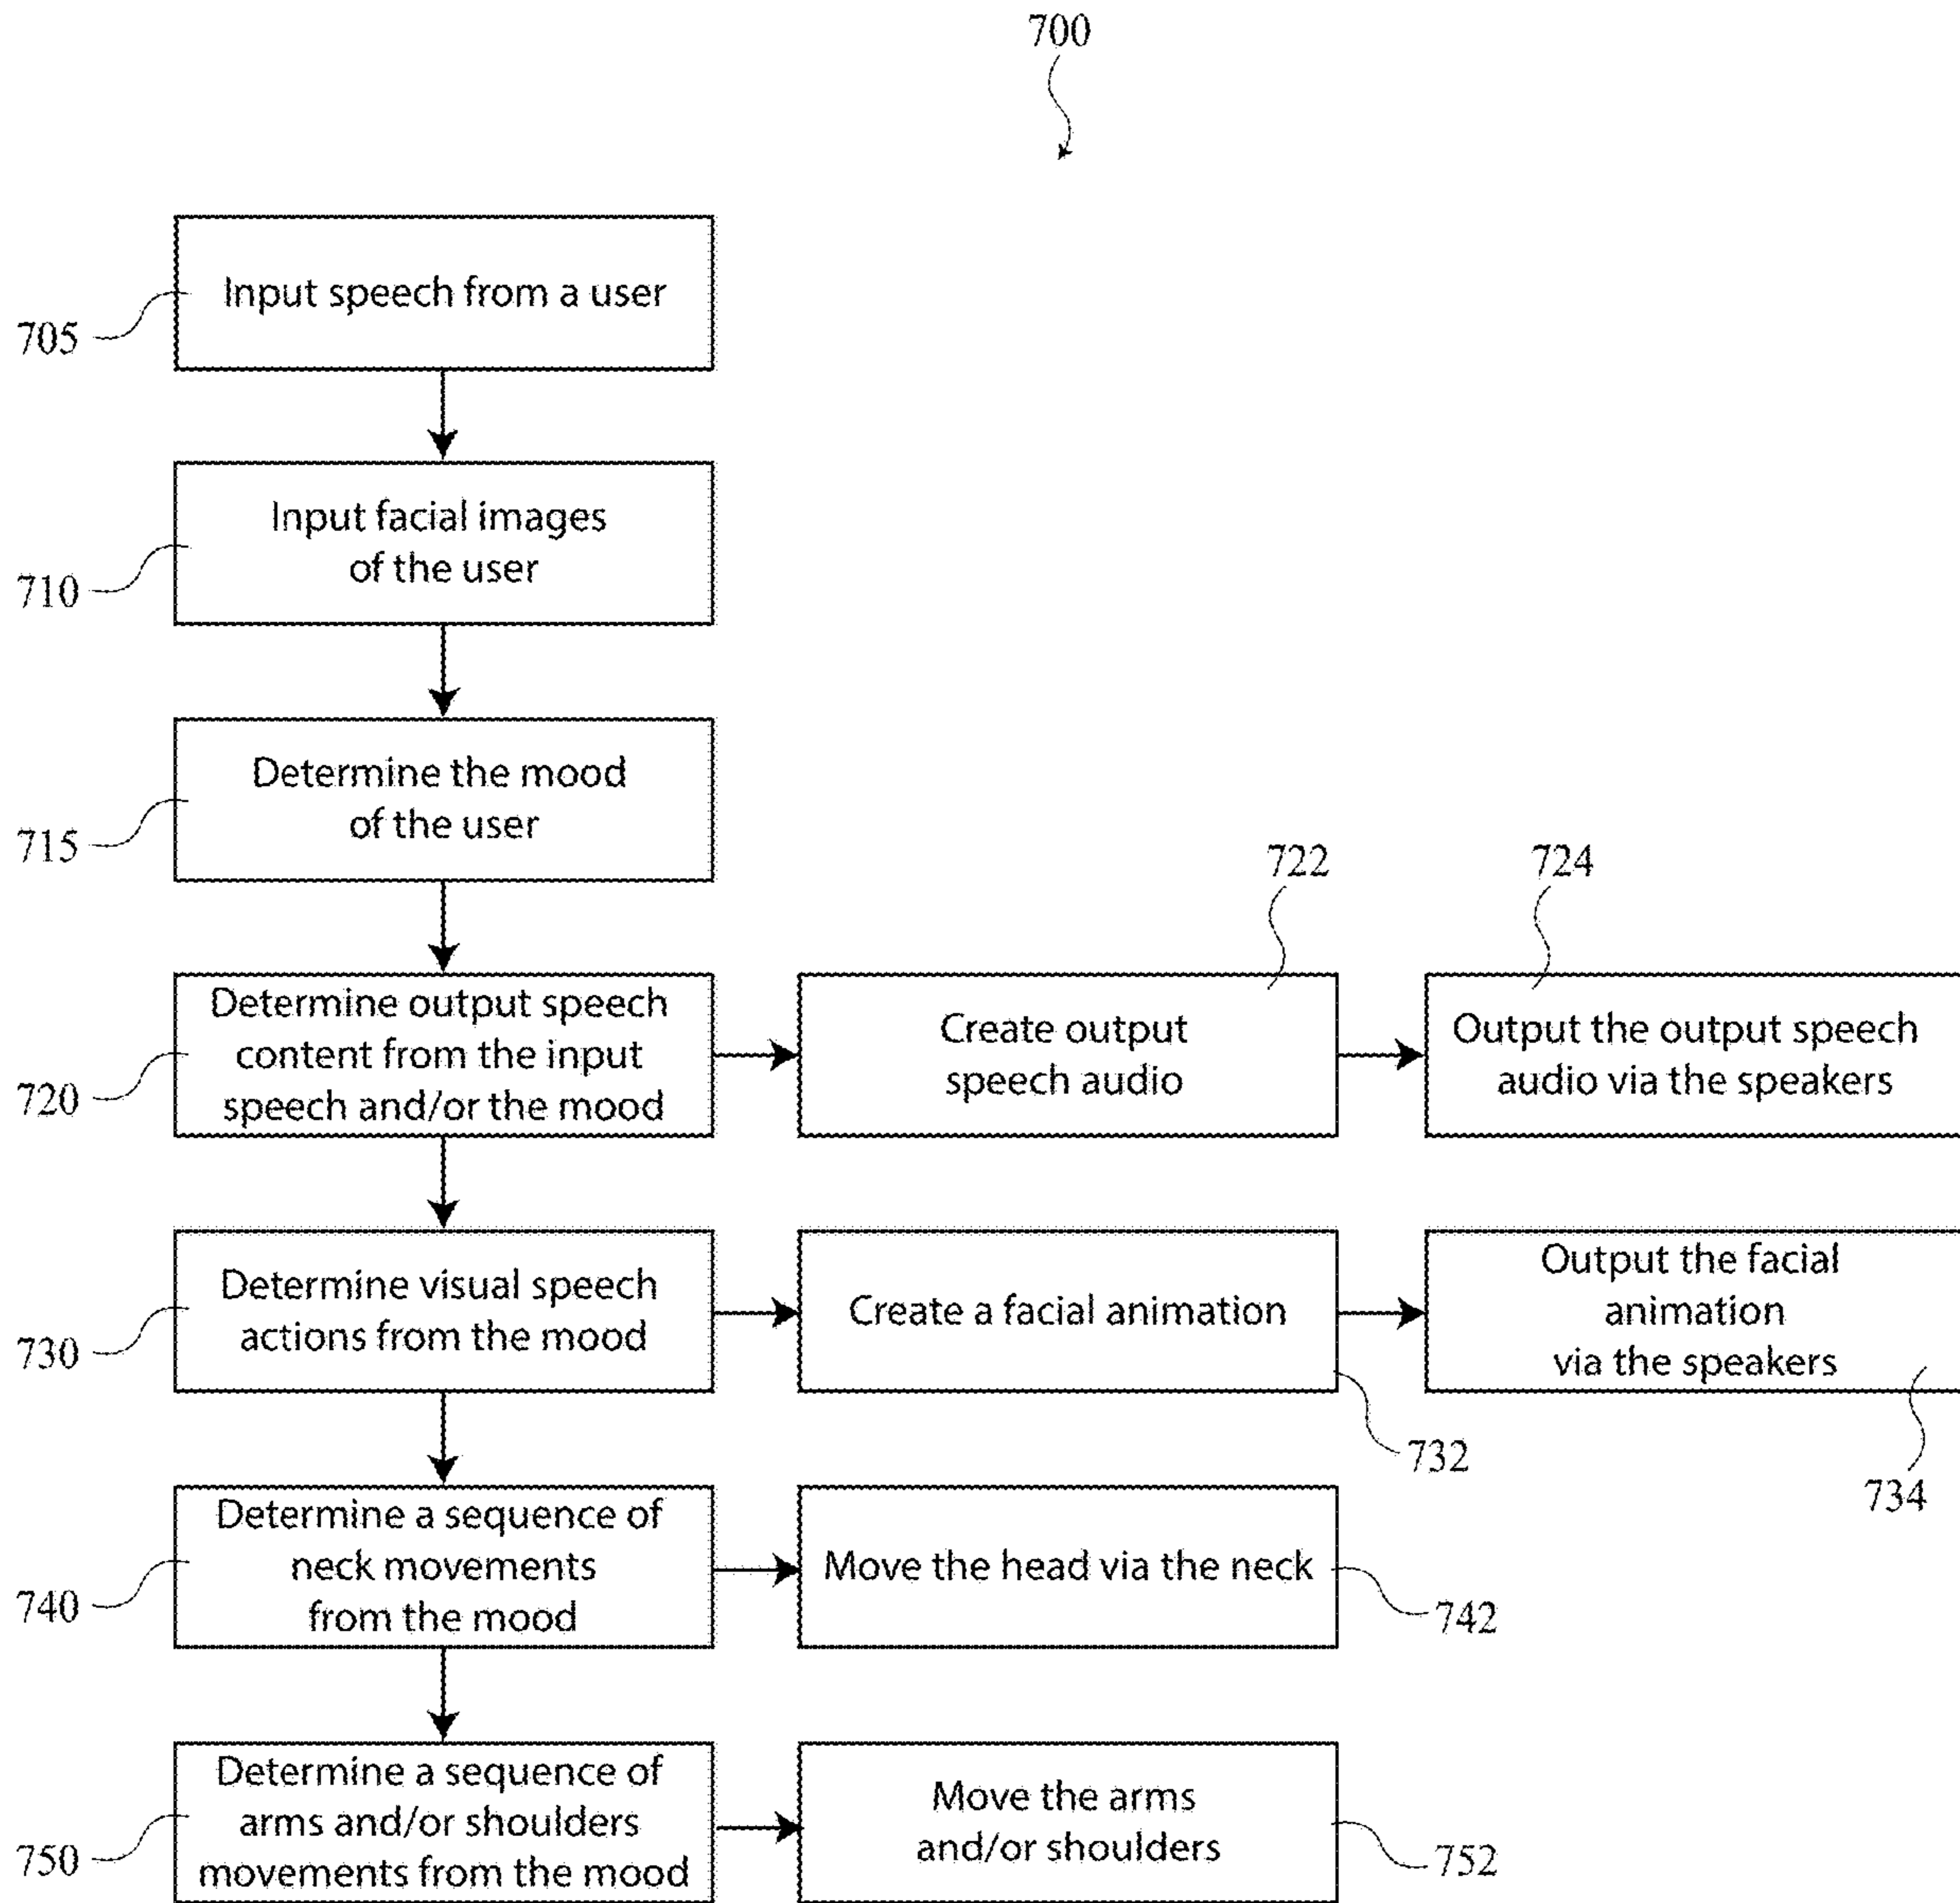 700
Input speech from a user
705
Input facial images
of the user
710
Determine the mood
of the user
715
722
724
Determine output speech
content from the input
speech and/or the mood
720
Create output
speech audio
Output the output speech
audio via the speakers
Determine visual speech
actions from the mood
730
Create a facial animation
732
Output the facial
animation
via the speakers
734
Determine a sequence of
neck movements
from the mood
740
Move the head via the neck
742
Determine a sequence of
arms and/or shoulders
movements from the mood
750
Move the arms
and/or shoulders
752